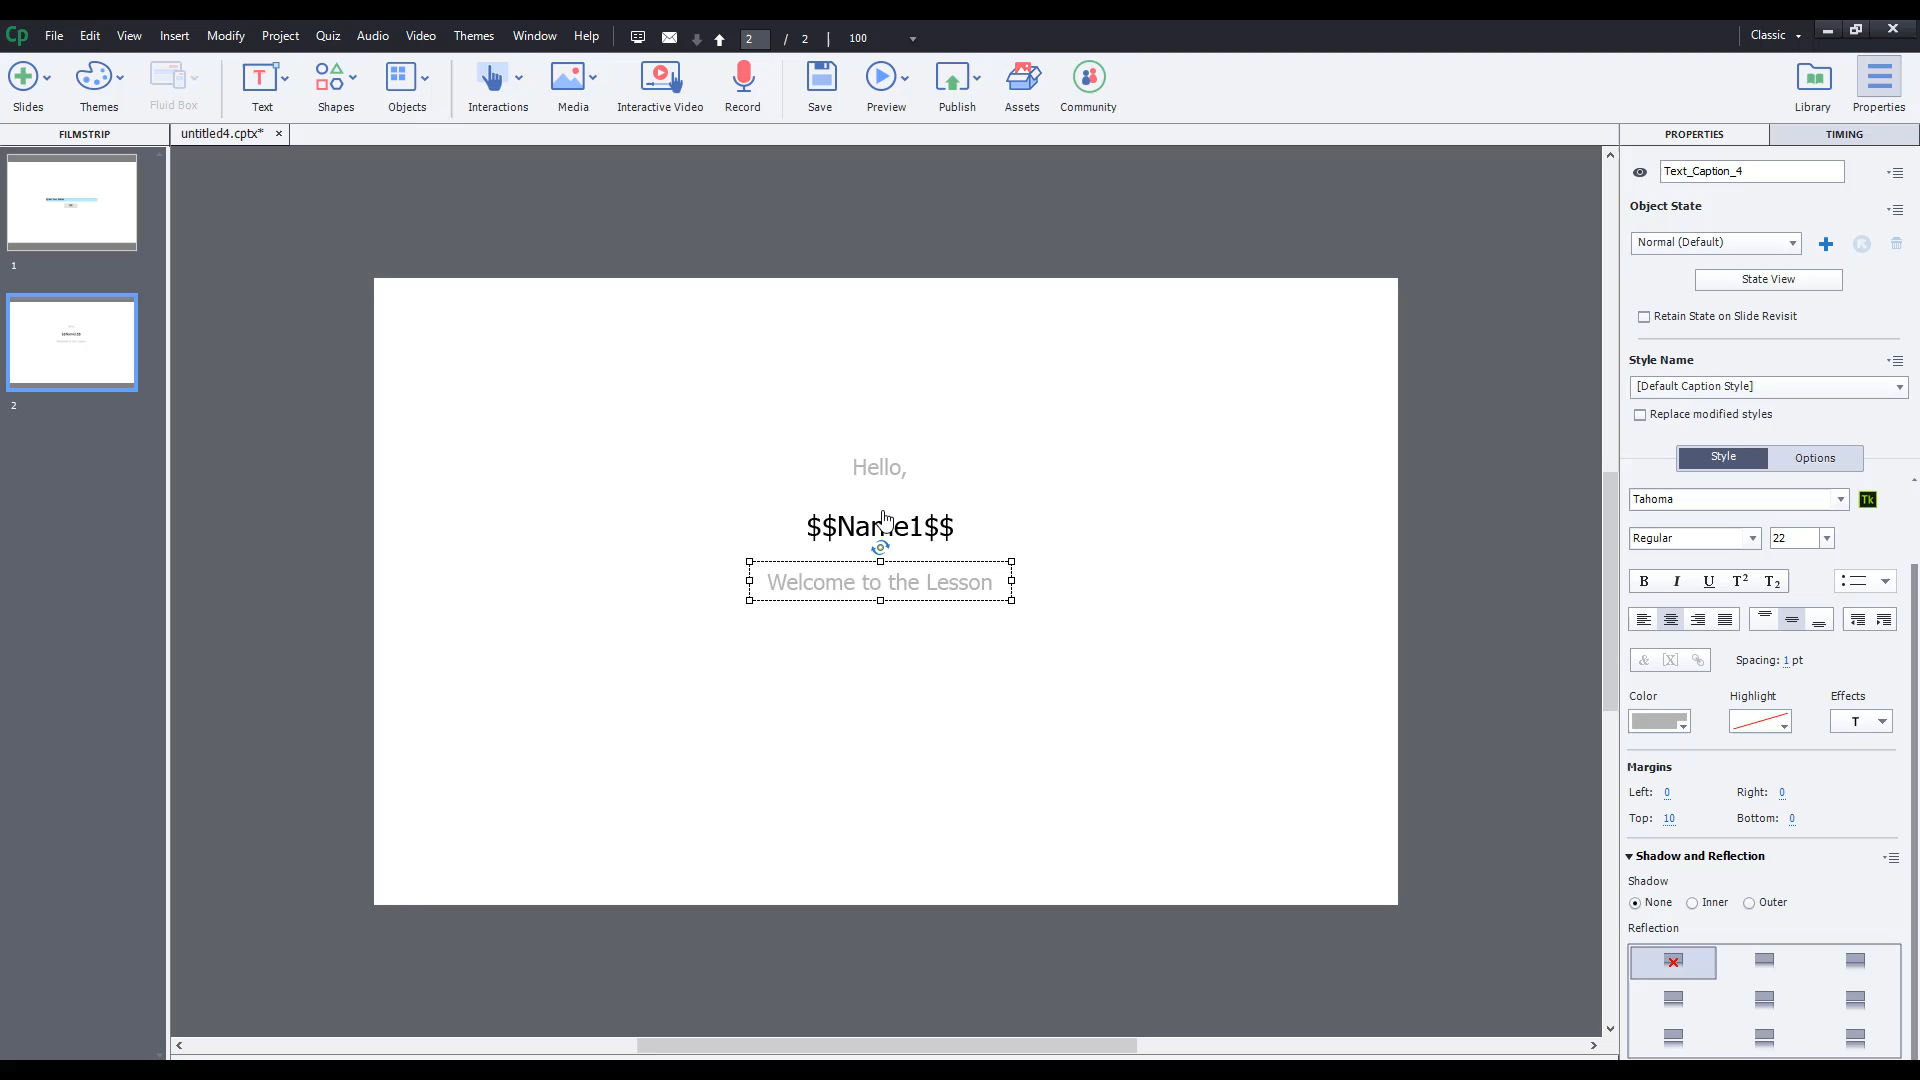 Cp File Edit View Insert Modify Project Quiz Audio Video Themes Window Help 2 / 2 100 Classic
Slides Themes Fluid Box Text Shapes Objects Interactions Media Interactive Video Record Save Preview Publish Assets Community Library Properties
FILMSTRIP untitled4.cptx* PROPERTIES TIMING
1
2
Hello,
$$Name1$$
Welcome to the Lesson
Text_Caption_4
Object State
Normal (Default)
State View
Retain State on Slide Revisit
Style Name
[Default Caption Style]
Replace modified styles
Style Options
Tahoma Tk
Regular 22
B I U T2 T2
& [X]
Spacing: 1 pt
Color Highlight Effects
T
Margins
Left: 0 Right: 0
Top: 10 Bottom: 0
Shadow and Reflection
Shadow
None Inner Outer
Reflection